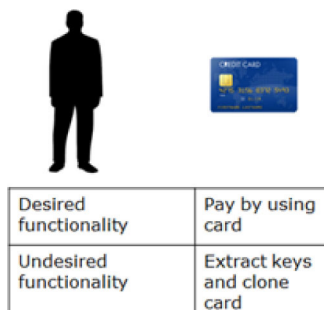 CREDIT CARD
Desired
functionality
Pay by using
card
Undesired
functionality
Extract keys
and clone
card